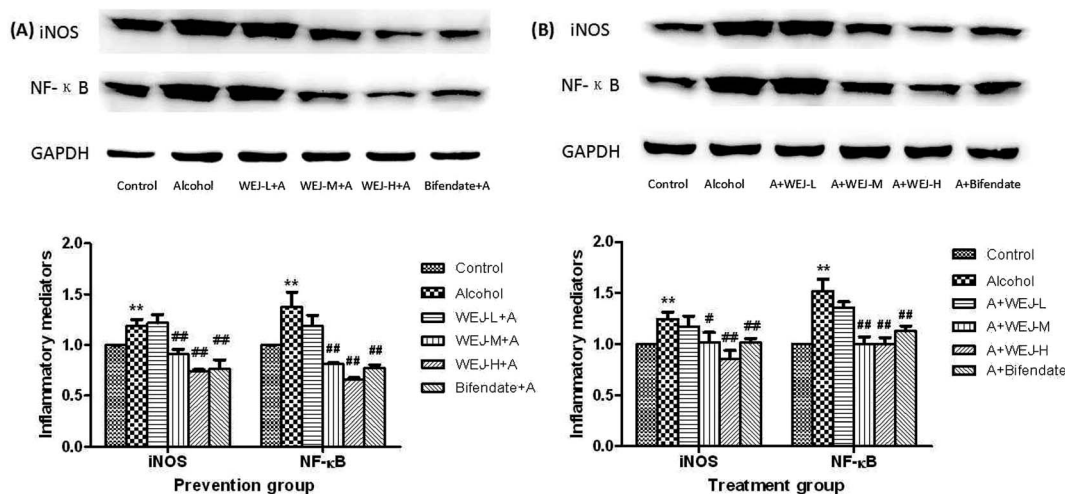 (A)
iNOS
NF-κB
GAPDH
Control Alcohol WEJ-L+A WEJ-M+A WEJ-H+A Bifendate+A
(B)
iNOS
NF-κB
GAPDH
Control Alcohol A+WEJ-L A+WEJ-M A+WEJ-H A+Bifendate
Inflammatory mediators
2.0
1.5
1.0
0.5
0.0
** ## ## ##
** ## ## ##
iNOS NF-κB
Prevention group
Control
Alcohol
WEJ-L+A
WEJ-M+A
WEJ-H+A
Bifendate+A
Inflammatory mediators
2.0
1.5
1.0
0.5
0.0
** # ## ##
** ## ## ##
iNOS NF-κB
Treatment group
Control
Alcohol
A+WEJ-L
A+WEJ-M
A+WEJ-H
A+Bifendate